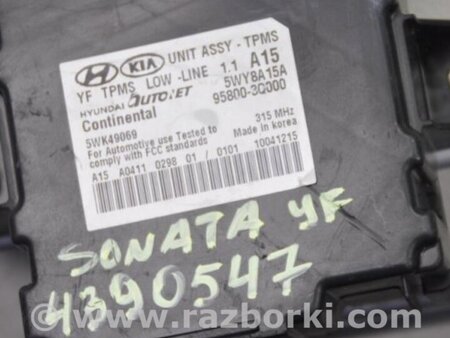 HYUNDAI KIA UNIT ASSY - TPMS
YF TPMS LOW -LINE 1.1 A15
HYUNDAI AUTONET 5WY8A15A
Continental 95800-3Q000
5WK49069 315 MHz
For Automotive use Tested to Made in korea
comply with FCC standards
A15 A0411 0298 01 / 0101 10041215
SONATA YF
4390547
© www.razborki.com